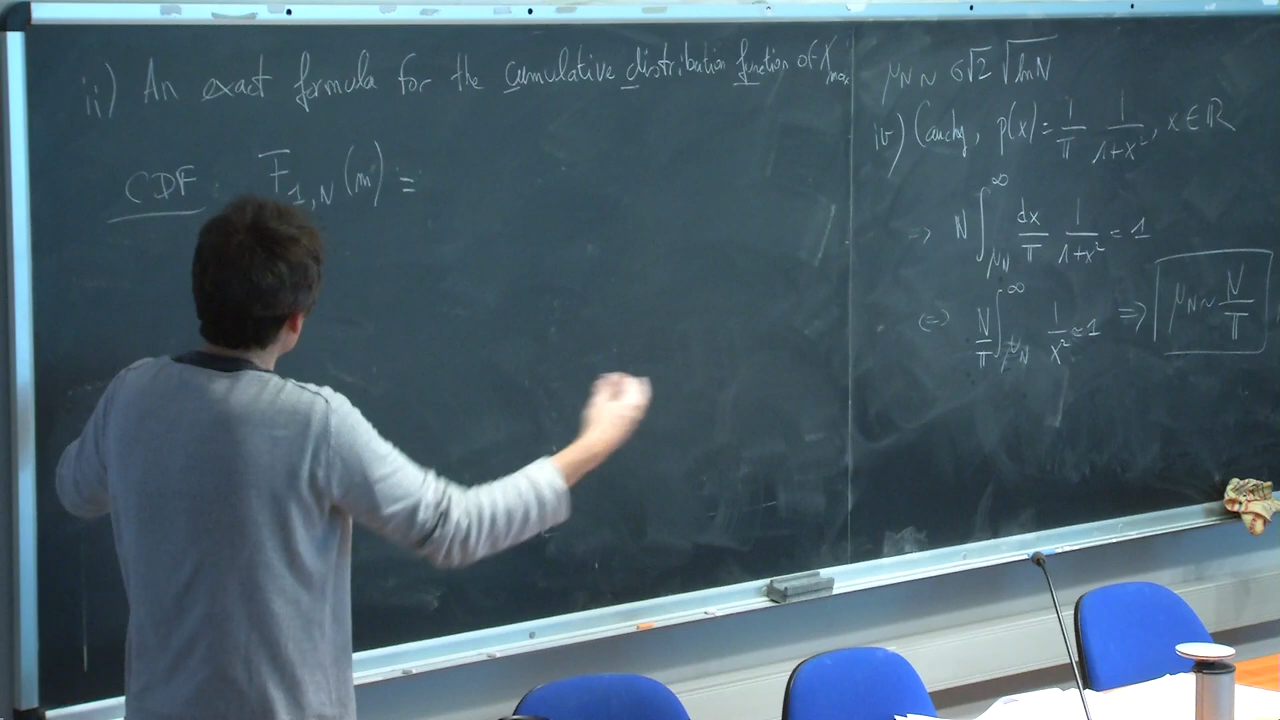 ii) An exact formula for the cumulative distribution function of X_max
CDF F_{1,N}(m) =
μ_N ~ σ√2 √(ln N)
iv) Cauchy, p(x) = 1/π 1/(1+x²), x ∈ ℝ
=> N ∫_{μ_N}^∞ dx/π 1/(1+x²) = 1
(=) N/π ∫_{μ_N}^∞ 1/x² ≈ 1 => μ_N ~ N/π